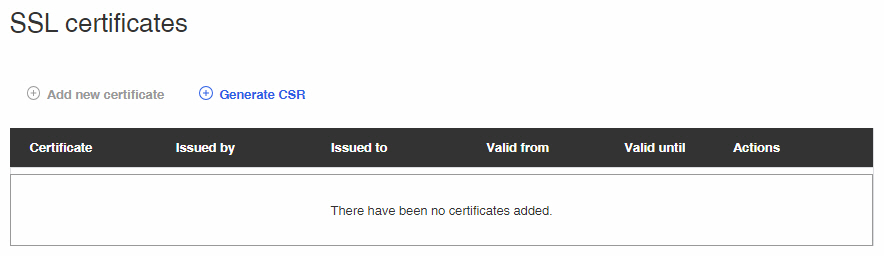 SSL certificates
Add new certificate Generate CSR
Certificate Issued by Issued to Valid from Valid until Actions
There have been no certificates added.